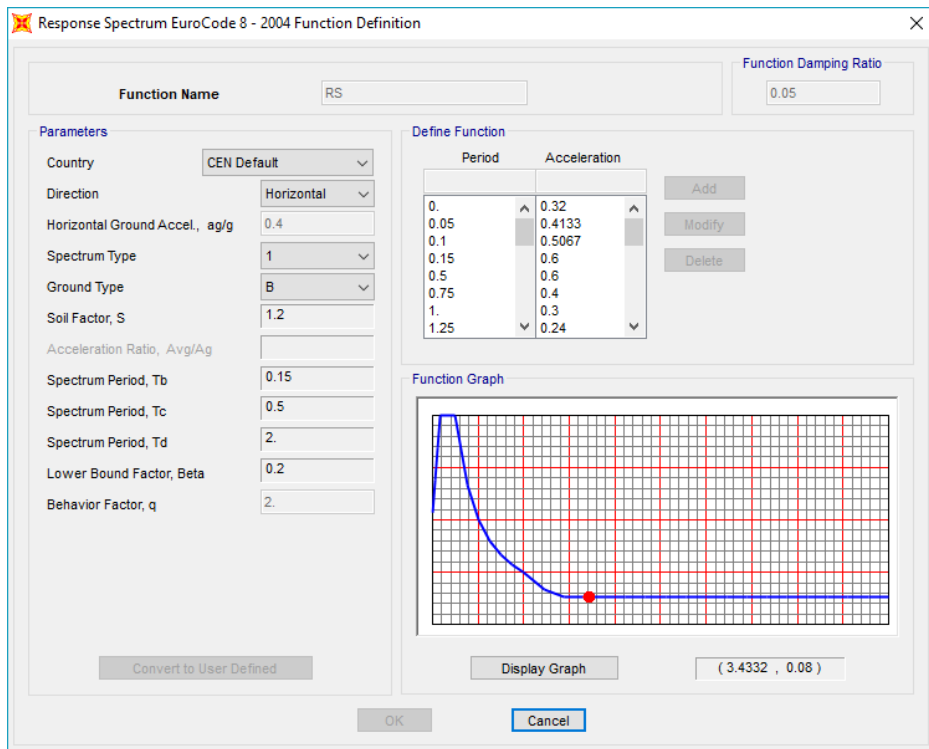 Response Spectrum EuroCode 8 - 2004 Function Definition
Function Name RS
Function Damping Ratio
0.05
Parameters
Country CEN Default
Direction Horizontal
Horizontal Ground Accel., ag/g 0.4
Spectrum Type 1
Ground Type B
Soil Factor, S 1.2
Acceleration Ratio, Avg/Ag
Spectrum Period, Tb 0.15
Spectrum Period, Tc 0.5
Spectrum Period, Td 2.
Lower Bound Factor, Beta 0.2
Behavior Factor, q 2.
Convert to User Defined
Define Function
Period Acceleration
0. 0.32
0.05 0.4133
0.1 0.5067
0.15 0.6
0.5 0.6
0.75 0.4
1. 0.3
1.25 0.24
Add
Modify
Delete
Function Graph
Display Graph ( 3.4332 , 0.08 )
OK Cancel